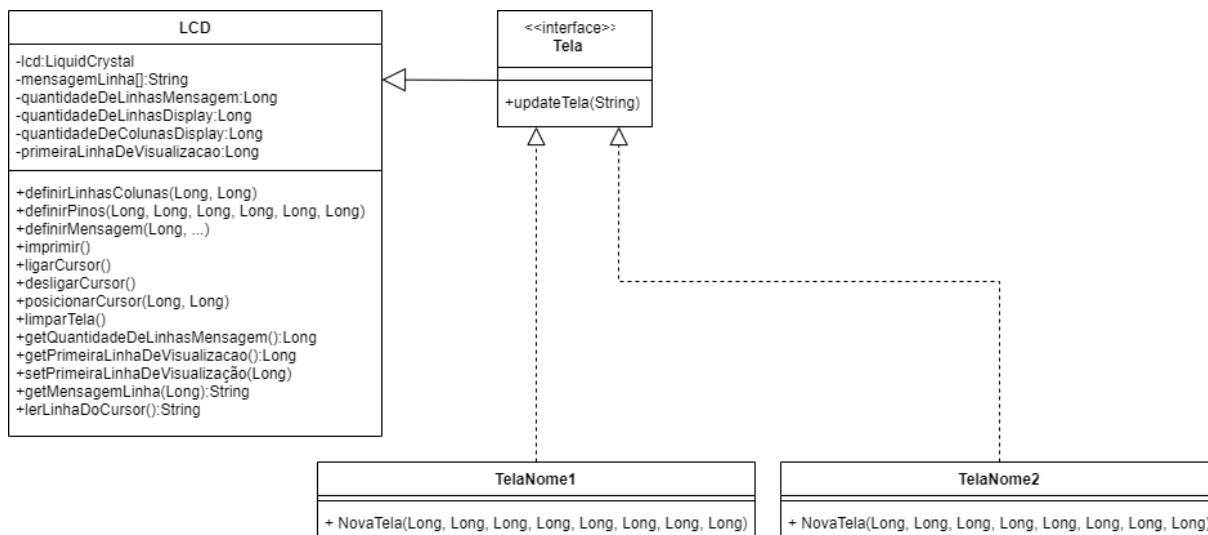 LCD
-lcd:LiquidCrystal
-mensagemLinha[]:String
-quantidadeDeLinhasMensagem:Long
-quantidadeDeLinhasDisplay:Long
-quantidadeDeColunasDisplay:Long
-primeiraLinhaDeVisualizacao:Long
+definirLinhasColunas(Long, Long)
+definirPinos(Long, Long, Long, Long, Long, Long)
+definirMensagem(Long, ...)
+imprimir()
+ligarCursor()
+desligarCursor()
+posicionarCursor(Long, Long)
+limparTela()
+getQuantidadeDeLinhasMensagem():Long
+getPrimeiraLinhaDeVisualizacao():Long
+setPrimeiraLinhaDeVisualização(Long)
+getMensagemLinha(Long):String
+lerLinhaDoCursor():String
<<interface>>
Tela
+updateTela(String)
TelaNome1
+ NovaTela(Long, Long, Long, Long, Long, Long, Long, Long)
TelaNome2
+ NovaTela(Long, Long, Long, Long, Long, Long, Long, Long)